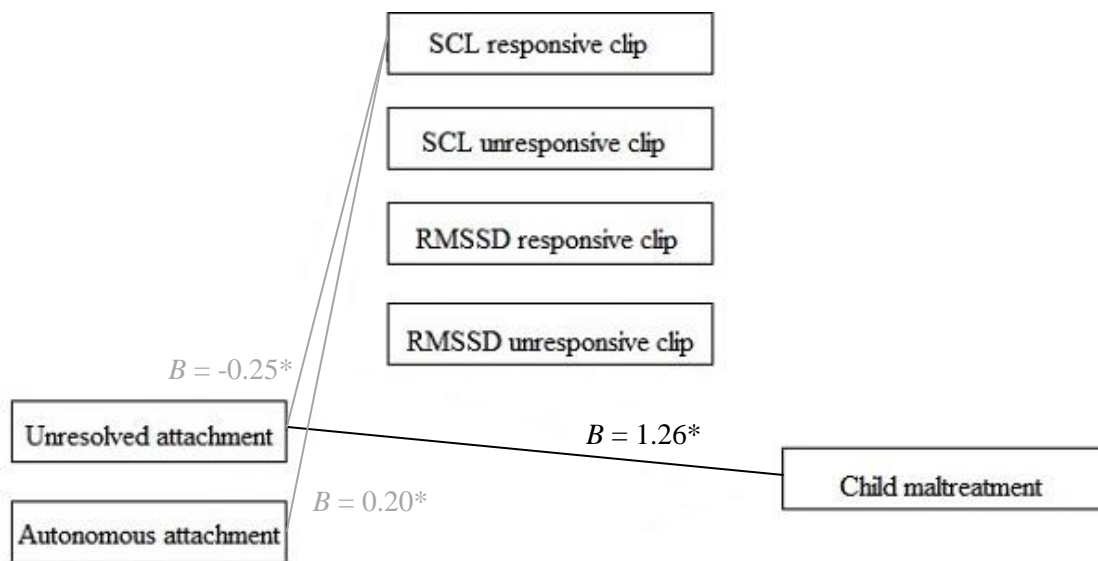 SCL responsive clip
SCL unresponsive clip
RMSSD responsive clip
RMSSD unresponsive clip
B = -0.25*
Unresolved attachment
B = 1.26*
Child maltreatment
B = 0.20*
Autonomous attachment